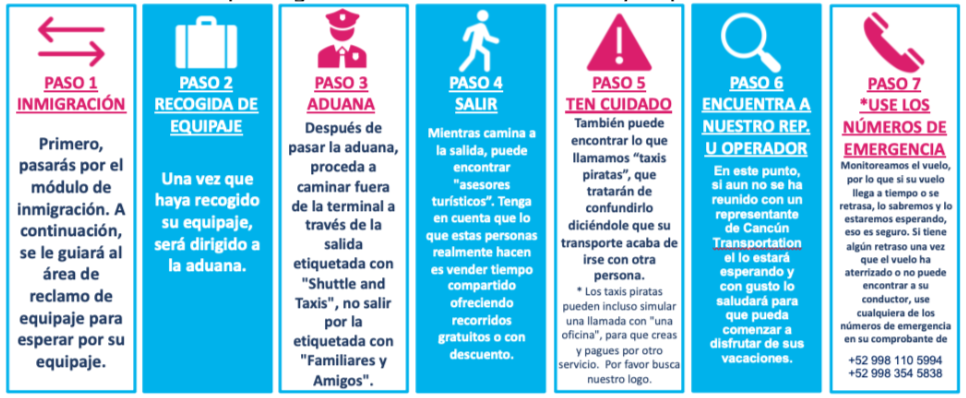 PASO 1
INMIGRACIÓN
Primero,
pasarás por el
módulo de
inmigración. A
continuación,
se le guiará al
área de
reclamo de
equipaje para
esperar por su
equipaje.
PASO 2
RECOGIDA DE
EQUIPAJE
Una vez que
haya recogido
su equipaje,
será dirigido a
la aduana.
PASO 3
ADUANA
Después de
pasar la aduana,
proceda a
caminar fuera
de la terminal a
través de la
salida
etiquetada con
"Shuttle and
Taxis", no salir
por la
etiquetada con
"Familiares y
Amigos".
PASO 4
SALIR
Mientras camina a
la salida, puede
encontrar
"asesores
turísticos". Tenga
en cuenta que lo
que estas personas
realmente hacen
es vender tiempo
compartido
ofreciendo
recorridos
gratuitos o con
descuento.
PASO 5
TEN CUIDADO
También puede
encontrar lo que
llamamos "taxis
piratas", que
tratarán de
confundirlo
diciéndole que su
transporte acaba de
irse con otra
persona.
* Los taxis piratas
pueden incluso simular
una llamada con "una
oficina", para que creas
y pagues por otro
servicio. Por favor busca
nuestro logo.
PASO 6
ENCUENTRA A
NUESTRO REP.
U OPERADOR
En este punto,
si aun no se ha
reunido con un
representante
de Cancún
Transportation
el lo estará
esperando y
con gusto lo
saludará para
que pueda
comenzar a
disfrutar de sus
vacaciones.
PASO 7
*USE LOS
NÚMEROS DE
EMERGENCIA
Monitoreamos el vuelo,
por lo que si su vuelo
llega a tiempo o se
retrasa, lo sabremos y lo
estaremos esperando,
eso es seguro. Si tiene
algún retraso una vez
que el vuelo ha
aterrizado o no puede
encontrar a su
conductor, use
cualquiera de los
números de emergencia
en su comprobante de
+52 998 110 5994
+52 998 354 5838